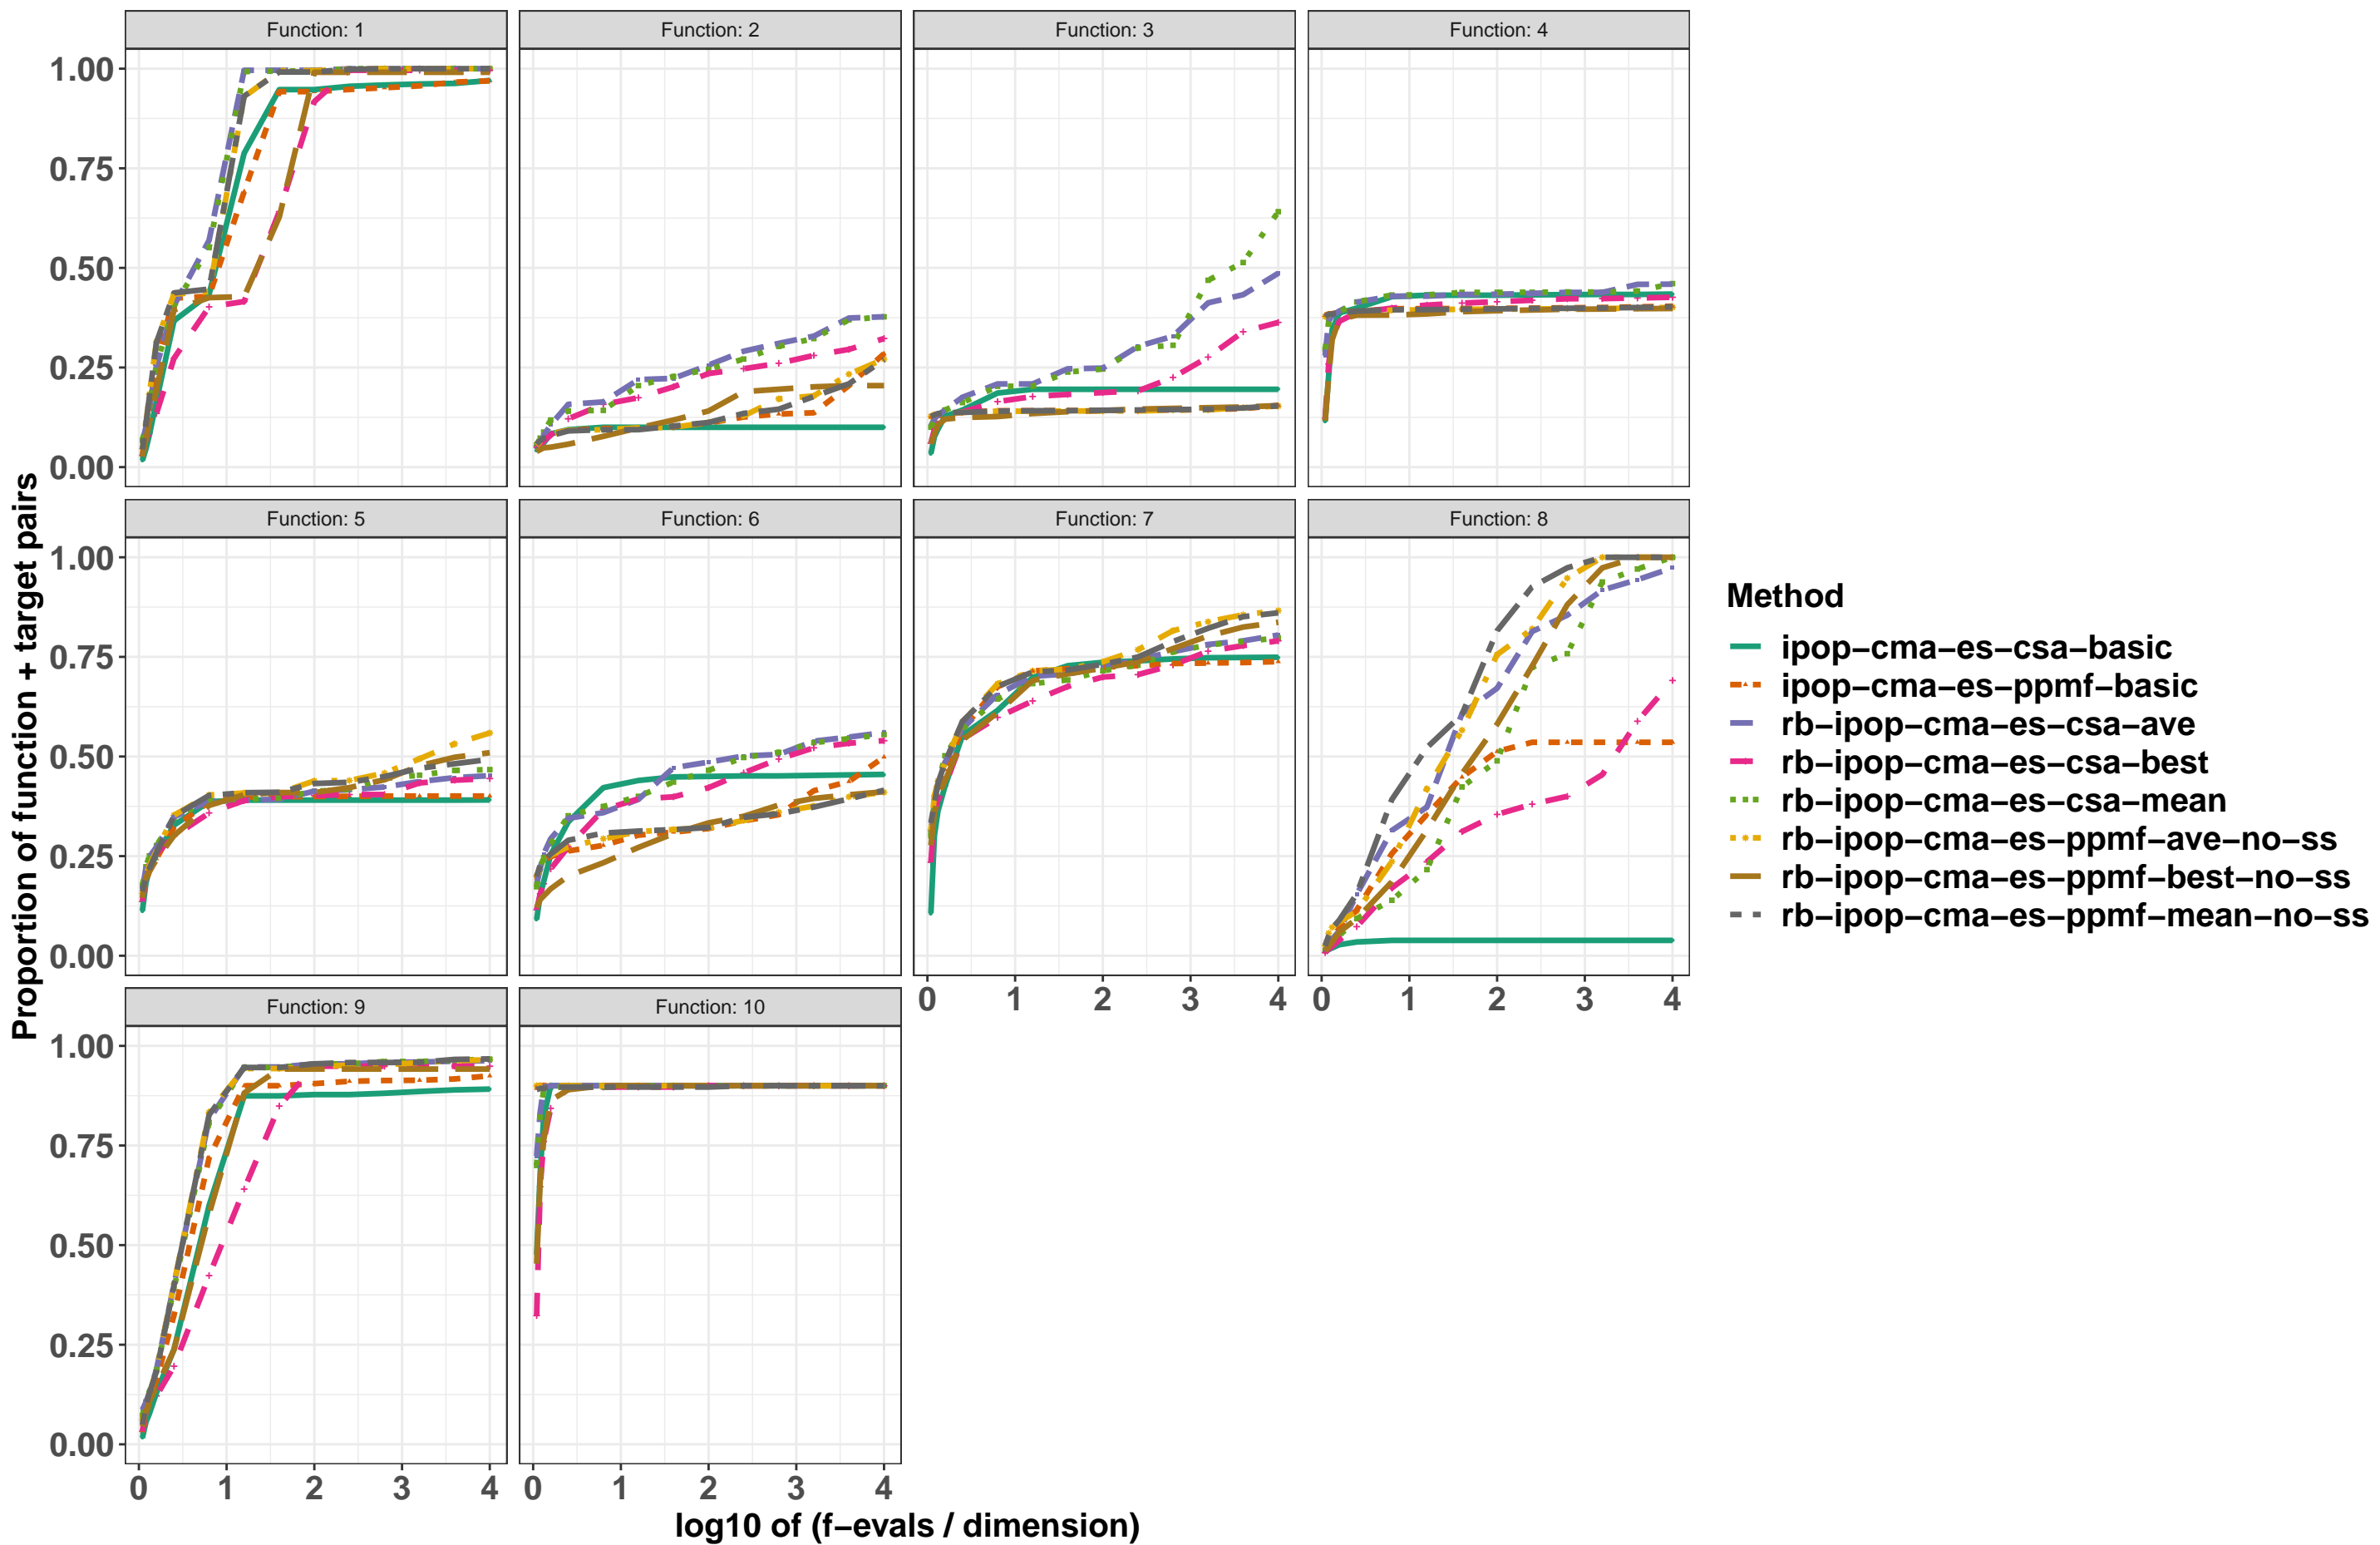 Function: 1
Function: 2
Function: 3
Function: 4
1.00
0.75
0.50
0.25
0.00
Function: 5
Function: 6
Function: 7
Function: 8
1.00
0.75
0.50
0.25
0.00
0 1 2 3 4
0 1 2 3 4
Function: 9
Function: 10
1.00
0.75
0.50
0.25
0.00
0 1 2 3 4
0 1 2 3 4
log10 of (f−evals / dimension)
Proportion of function + target pairs
Method
ipop−cma−es−csa−basic
ipop−cma−es−ppmf−basic
rb−ipop−cma−es−csa−ave
rb−ipop−cma−es−csa−best
rb−ipop−cma−es−csa−mean
rb−ipop−cma−es−ppmf−ave−no−ss
rb−ipop−cma−es−ppmf−best−no−ss
rb−ipop−cma−es−ppmf−mean−no−ss